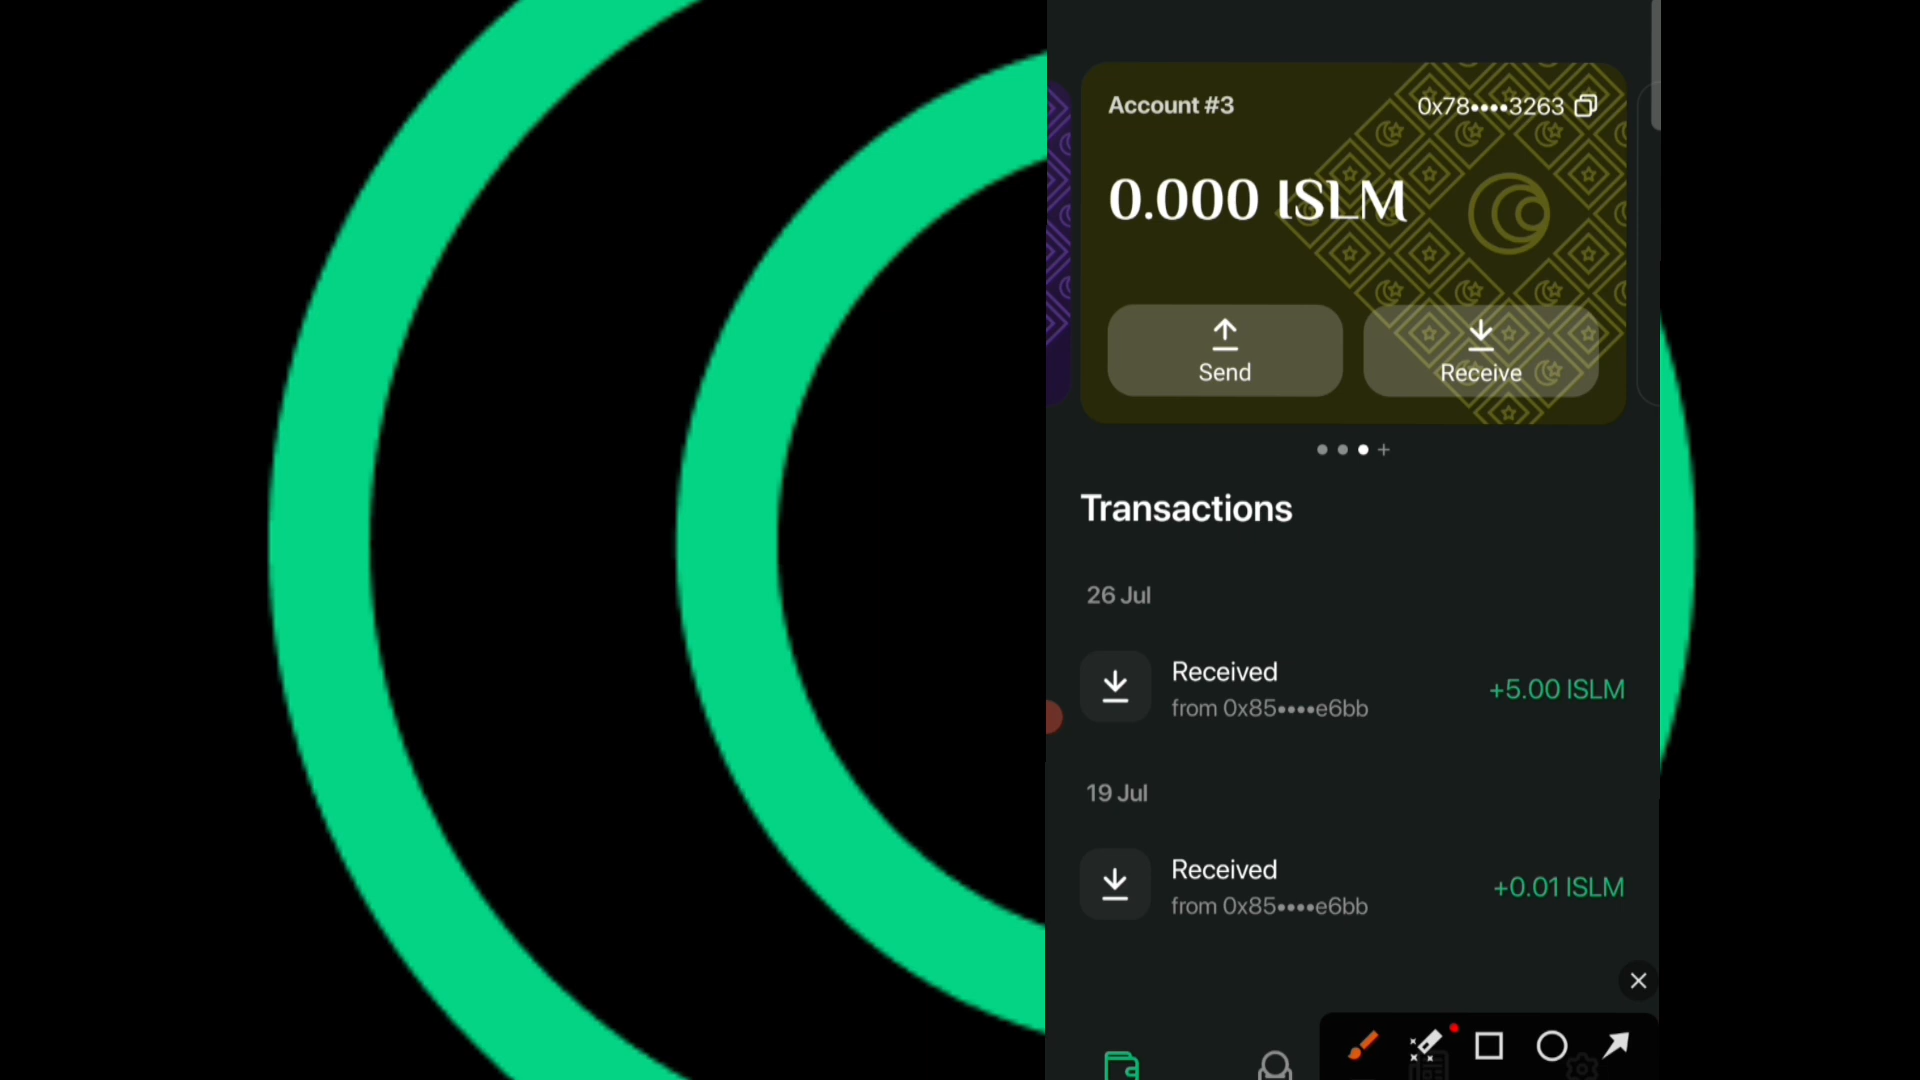 Account #3
0x78••••3263
0.000 ISLM
Send
Receive
Transactions
26 Jul
Received
from 0x85••••e6bb
+5.00 ISLM
19 Jul
Received
from 0x85••••e6bb
+0.01 ISLM